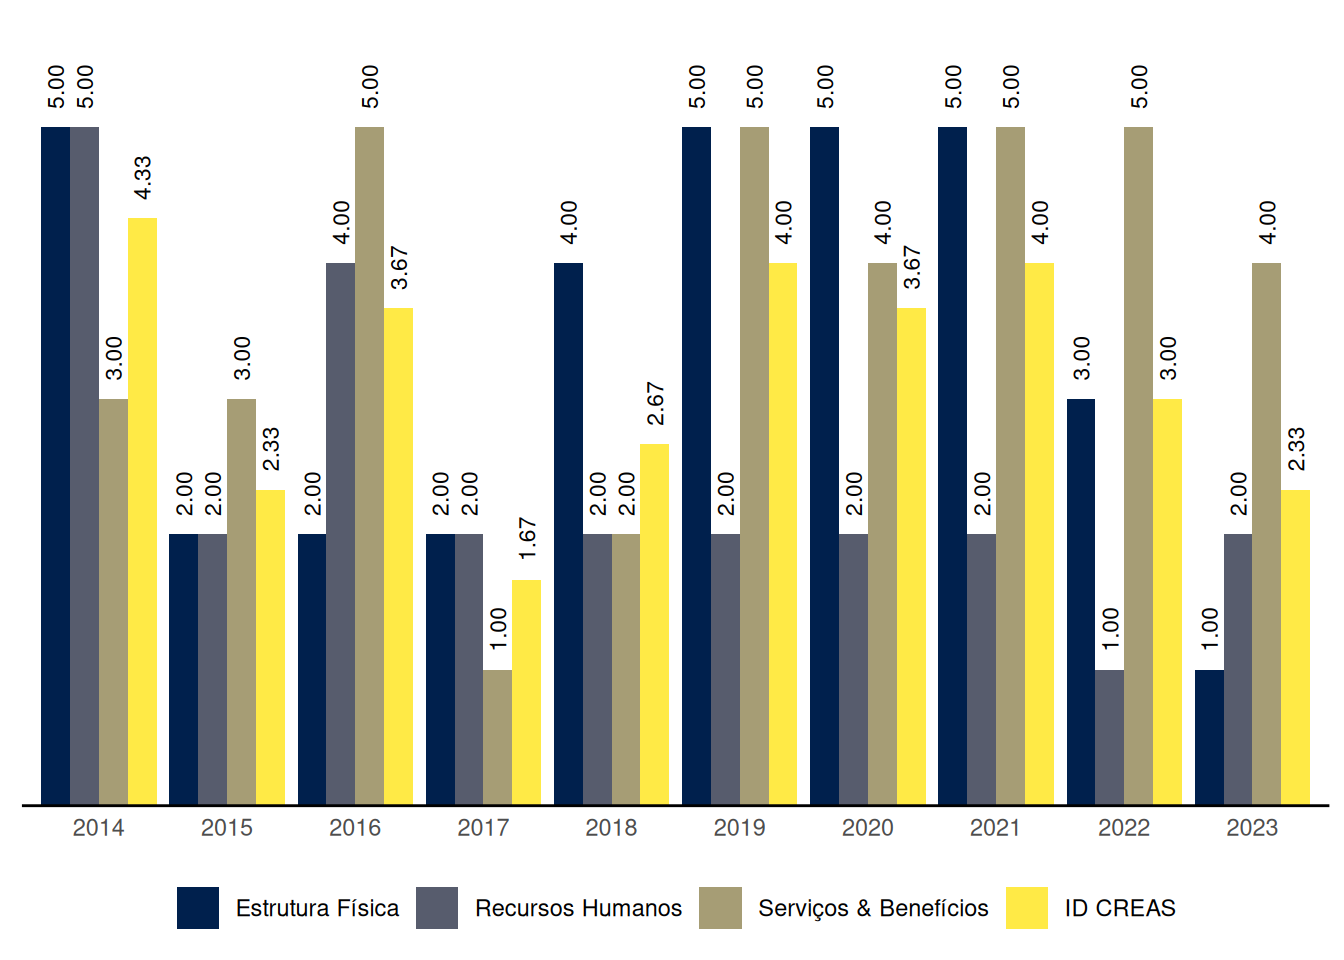 5.00 5.00 3.00 4.33
2.00 2.00 3.00 2.33
2.00 4.00 5.00 3.67
2.00 2.00 1.00 1.67
4.00 2.00 2.00 2.67
5.00 2.00 5.00 4.00
5.00 2.00 4.00 3.67
5.00 2.00 5.00 4.00
3.00 1.00 5.00 3.00
1.00 2.00 4.00 2.33
2014 2015 2016 2017 2018 2019 2020 2021 2022 2023
Estrutura Física Recursos Humanos Serviços & Benefícios ID CREAS